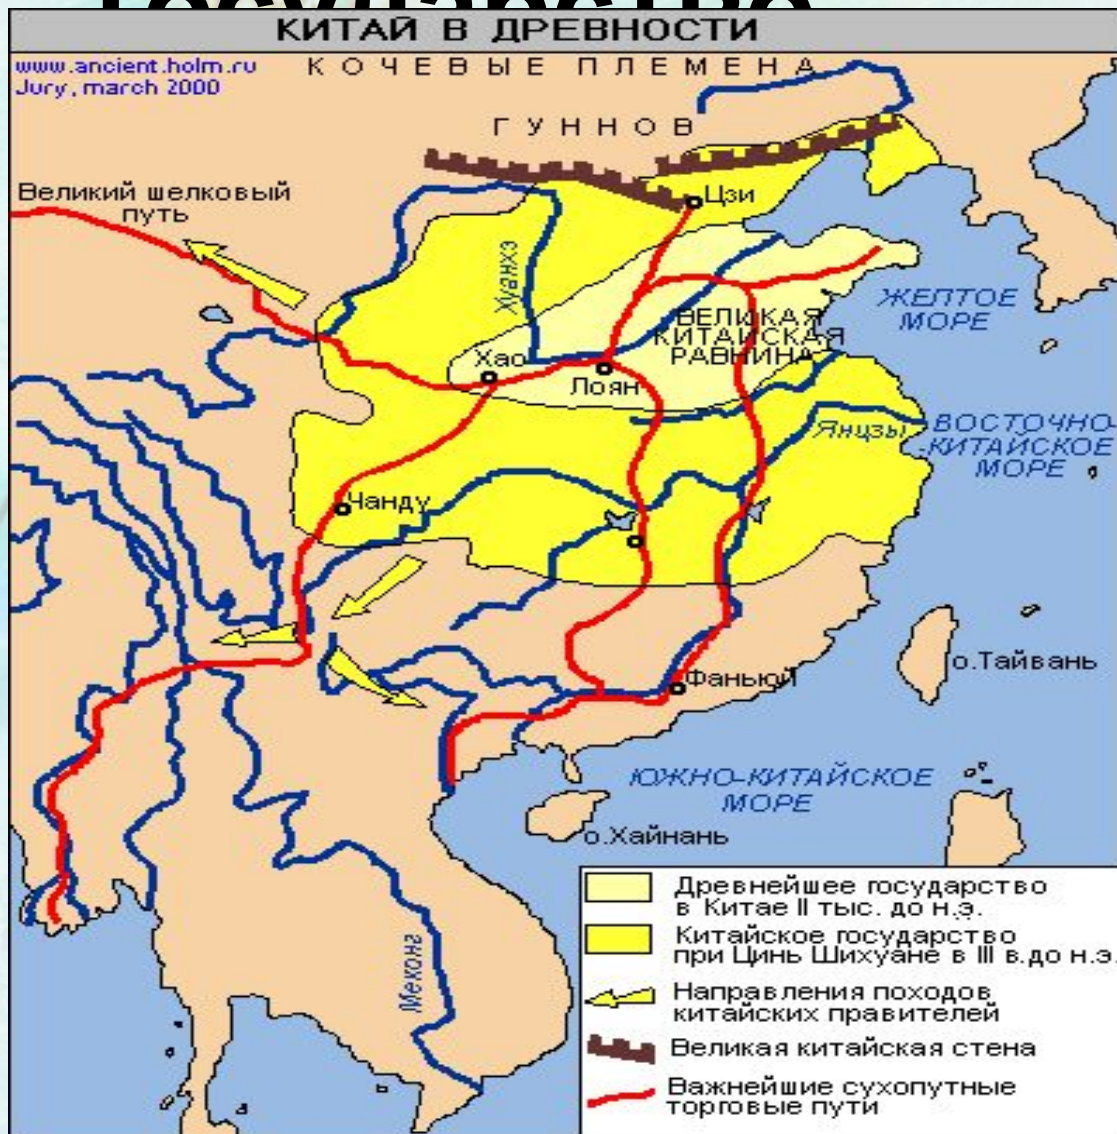 государство
КИТАЙ В ДРЕВНОСТИ
www.ancient.holm.ru
Jury, march 2000
КОЧЕВЫЕ ПЛЕМЕНА
ГУННОВ
Великий шелковый
путь
Цзи
Хуанхэ
ЖЕЛТОЕ
МОРЕ
ВЕЛИКАЯ
КИТАЙСКАЯ
РАВНИНА
Хао
Лоян
Янцзы
ВОСТОЧНО-
-КИТАЙСКОЕ
МОРЕ
Чанду
о.Тайвань
Фаньюй
ЮЖНО-КИТАЙСКОЕ
МОРЕ
о.Хайнань
Меконг
Древнейшее государство
в Китае II тыс. до н.э.
Китайское государство
при Цинь Шихуане в III в.до н.э.
Направления походов
китайских правителей
Великая китайская стена
Важнейшие сухопутные
торговые пути